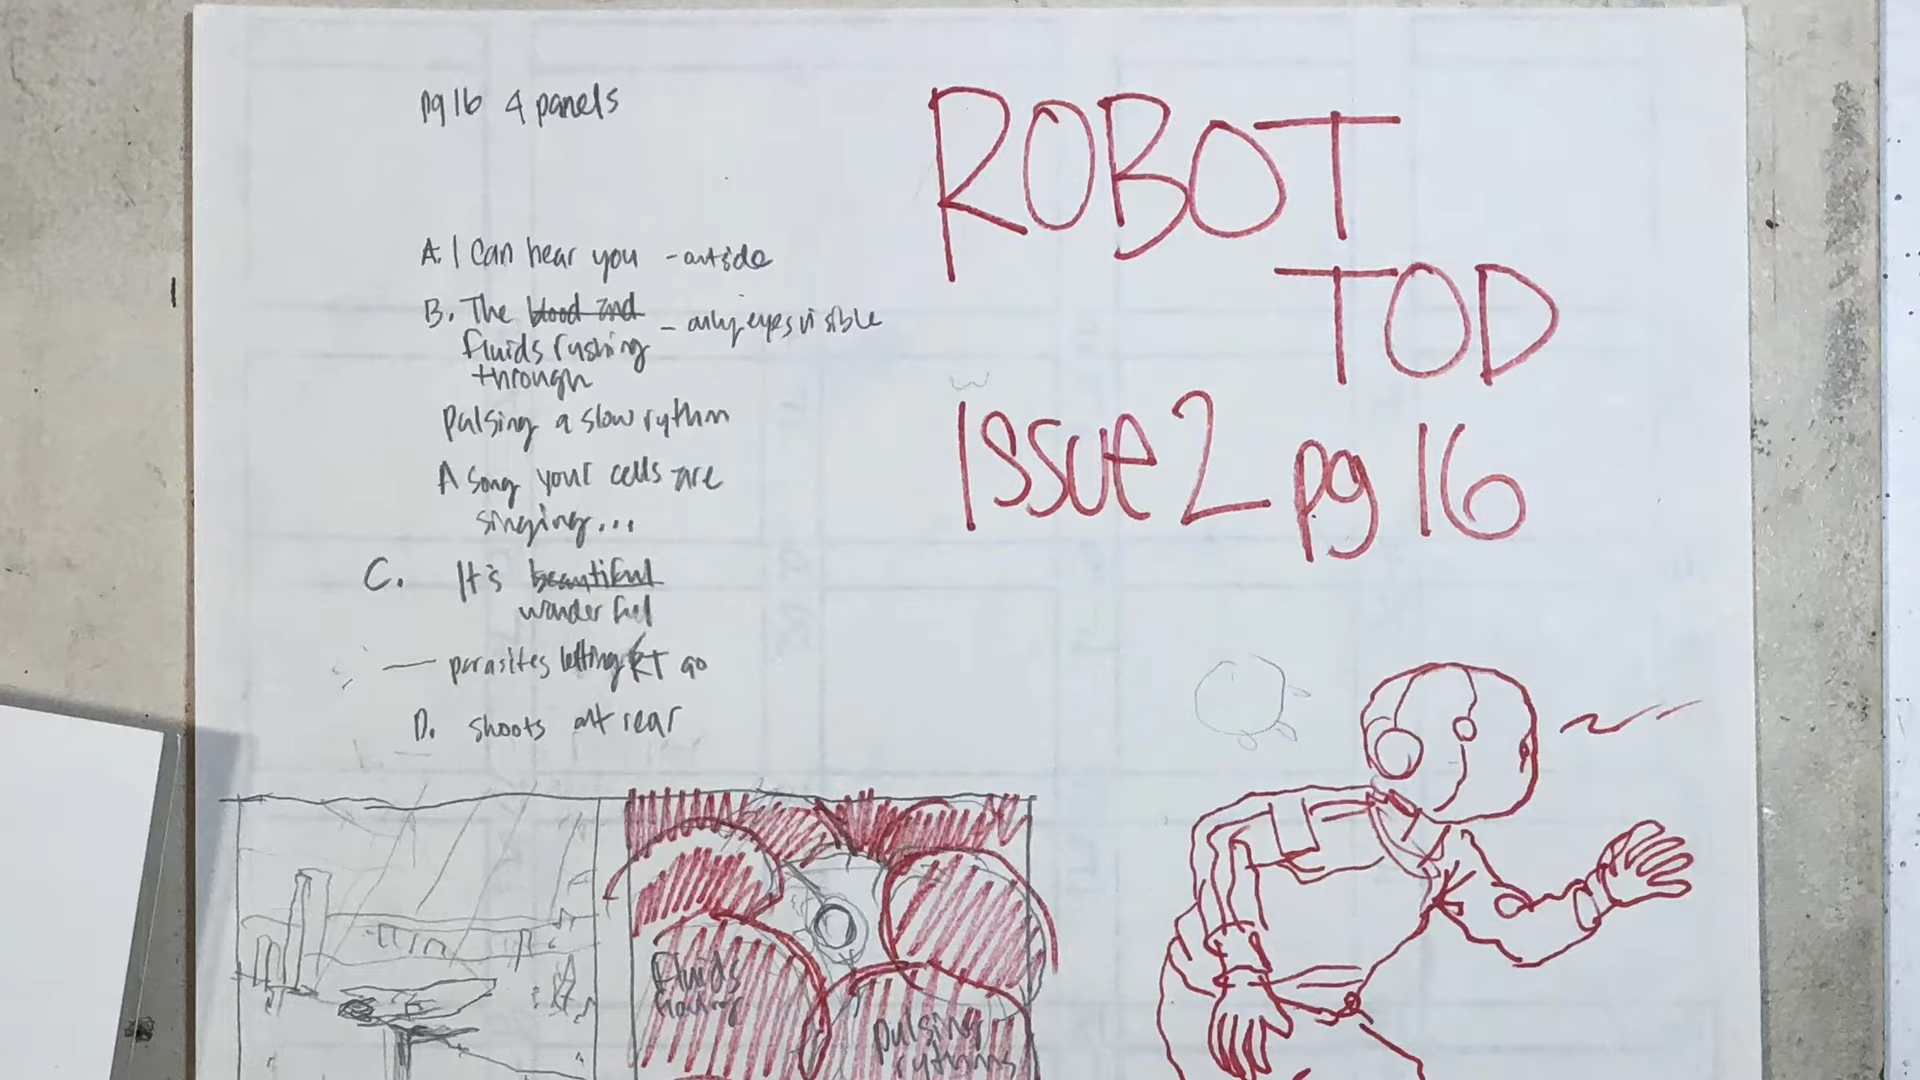 pg 16 4 panels
A. I can hear you - outside
B. The blood and - only eyes visible
fluids rushing
through
pulsing a slow rythm
A song your cells are
singing...
C. It's beautiful
wonderful
— parasites letting RT go
D. shoots out rear
ROBOT
TOD
Issue 2 pg 16
fluids
pulsing
rythms